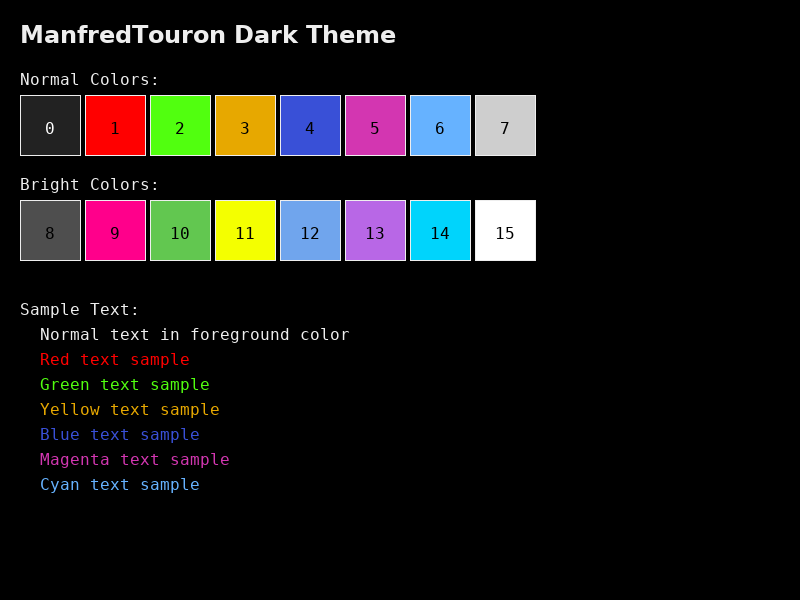 ManfredTouron Dark Theme
Normal Colors:
0 1 2 3 4 5 6 7
Bright Colors:
8 9 10 11 12 13 14 15
Sample Text:
Normal text in foreground color
Red text sample
Green text sample
Yellow text sample
Blue text sample
Magenta text sample
Cyan text sample